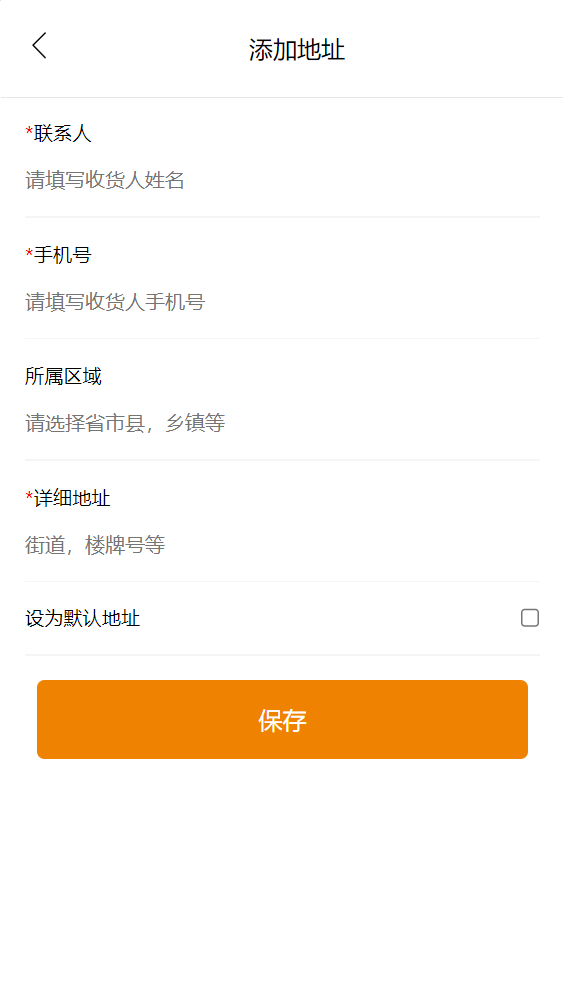 添加地址
*联系人
请填写收货人姓名
*手机号
请填写收货人手机号
所属区域
请选择省市县，乡镇等
*详细地址
街道，楼牌号等
设为默认地址
保存